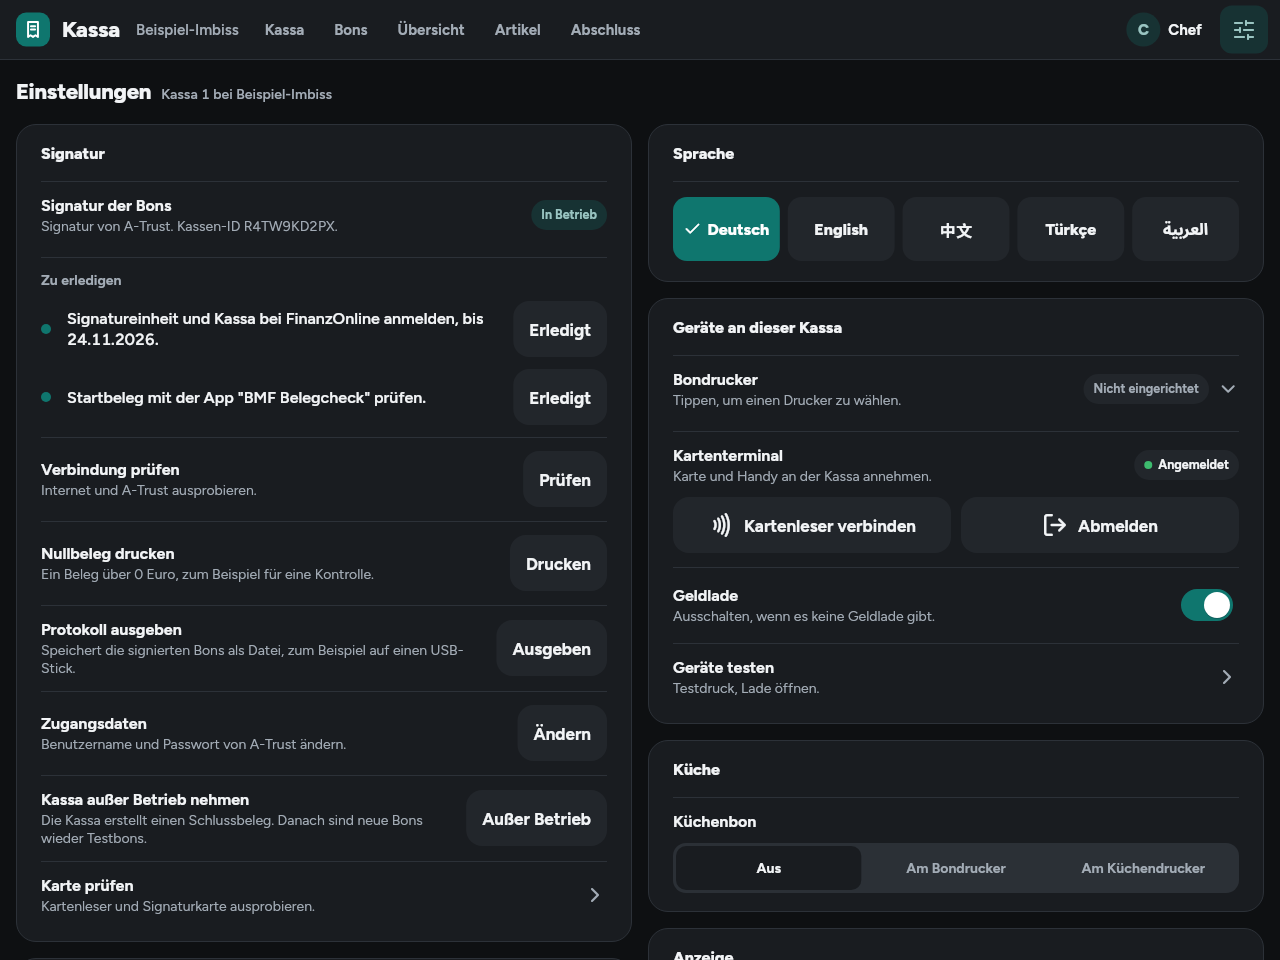 Kassa Beispiel-Imbiss Kassa Bons Übersicht Artikel Abschluss C Chef
Einstellungen Kassa 1 bei Beispiel-Imbiss
Signatur
Signatur der Bons
Signatur von A-Trust. Kassen-ID R4TW9KD2PX.
In Betrieb
Zu erledigen
Signatureinheit und Kassa bei FinanzOnline anmelden, bis
24.11.2026.
Erledigt
Startbeleg mit der App "BMF Belegcheck" prüfen.
Erledigt
Verbindung prüfen
Internet und A-Trust ausprobieren.
Prüfen
Nullbeleg drucken
Ein Beleg über 0 Euro, zum Beispiel für eine Kontrolle.
Drucken
Protokoll ausgeben
Speichert die signierten Bons als Datei, zum Beispiel auf einen USB-
Stick.
Ausgeben
Zugangsdaten
Benutzername und Passwort von A-Trust ändern.
Ändern
Kassa außer Betrieb nehmen
Die Kassa erstellt einen Schlussbeleg. Danach sind neue Bons
wieder Testbons.
Außer Betrieb
Karte prüfen
Kartenleser und Signaturkarte ausprobieren.
Sprache
Deutsch English 中文 Türkçe العربية
Geräte an dieser Kassa
Bondrucker
Tippen, um einen Drucker zu wählen.
Nicht eingerichtet
Kartenterminal
Karte und Handy an der Kassa annehmen.
Angemeldet
Kartenleser verbinden Abmelden
Geldlade
Ausschalten, wenn es keine Geldlade gibt.
Geräte testen
Testdruck, Lade öffnen.
Küche
Küchenbon
Aus Am Bondrucker Am Küchendrucker
Anzeige